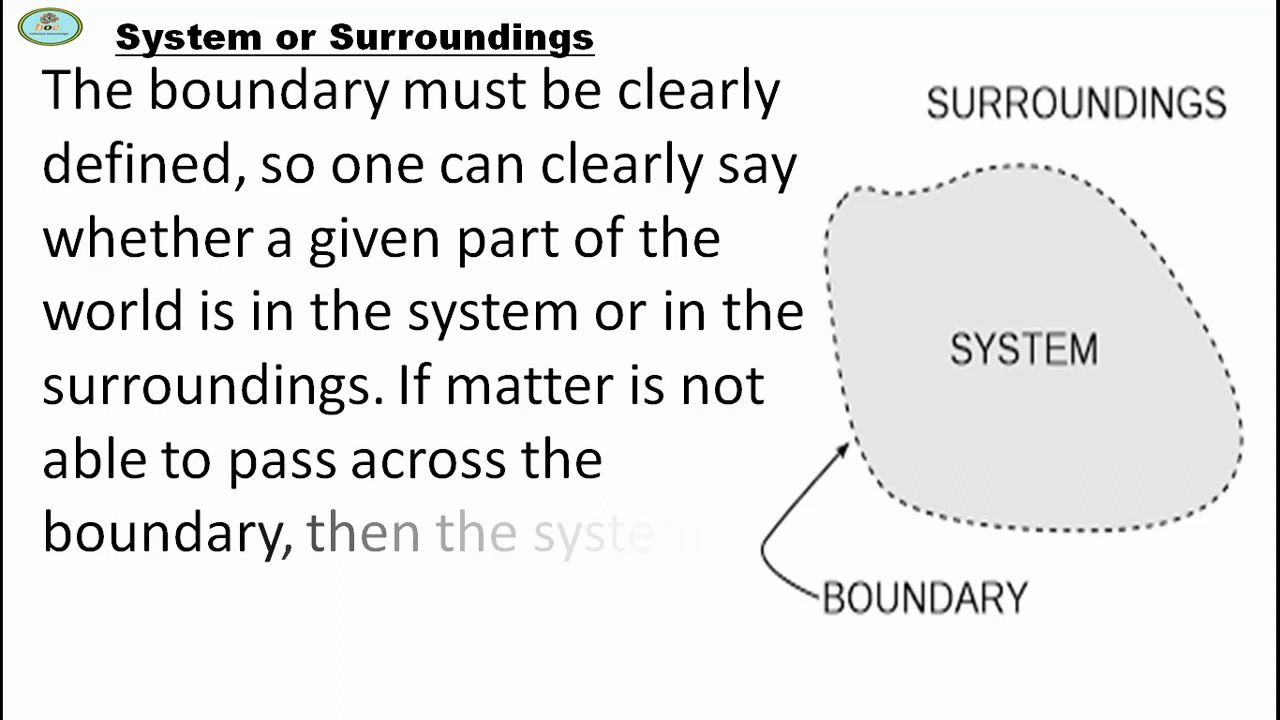 System or Surroundings
The boundary must be clearly
defined, so one can clearly say
whether a given part of the
world is in the system or in the
surroundings. If matter is not
able to pass across the
boundary, then the system
SURROUNDINGS
SYSTEM
BOUNDARY